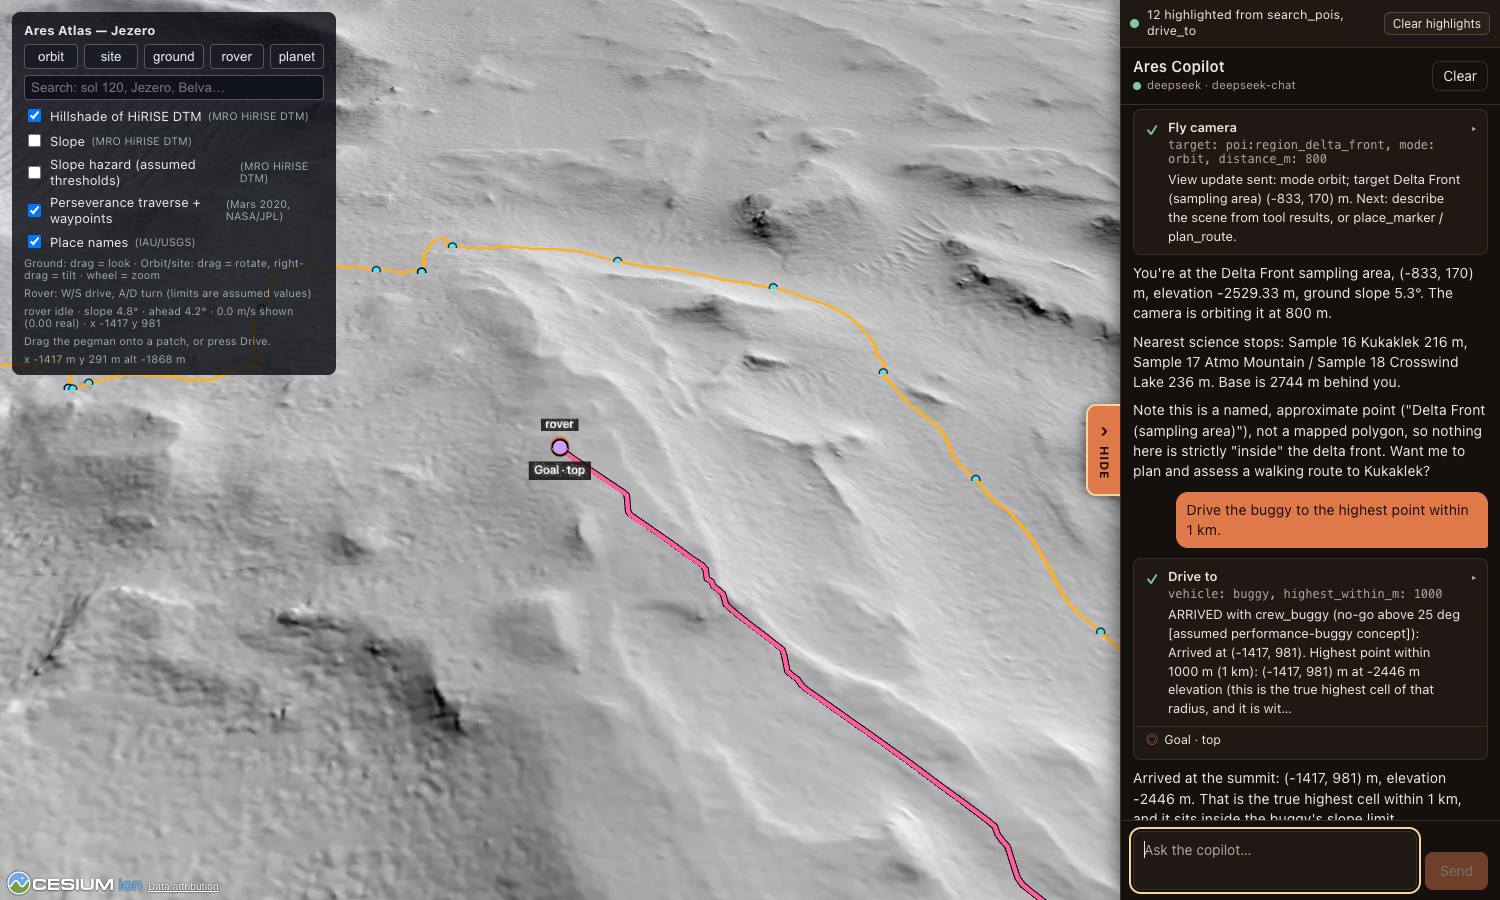 Ares Atlas — Jezero
orbit
site
ground
rover
planet
Search: sol 120, Jezero, Belva…
Hillshade of HiRISE DTM (MRO HiRISE DTM)
Slope (MRO HiRISE DTM)
Slope hazard (assumed thresholds) (MRO HiRISE DTM)
Perseverance traverse + waypoints (Mars 2020, NASA/JPL)
Place names (IAU/USGS)
Ground: drag = look · Orbit/site: drag = rotate, right-
drag = tilt · wheel = zoom
Rover: W/S drive, A/D turn (limits are assumed values)
rover idle · slope 4.8° · ahead 4.2° · 0.0 m/s shown
(0.00 real) · x -1417 y 981
Drag the pegman onto a patch, or press Drive.
x -1417 m y 291 m alt -1868 m
rover
Goal · top
CESIUM ion
Data attribution
HIDE
12 highlighted from search_pois,
drive_to
Clear highlights
Ares Copilot
deepseek · deepseek-chat
Clear
Fly camera
target: poi:region_delta_front, mode:
orbit, distance_m: 800
View update sent: mode orbit; target Delta Front
(sampling area) (-833, 170) m. Next: describe
the scene from tool results, or place_marker /
plan_route.
You're at the Delta Front sampling area, (-833, 170)
m, elevation -2529.33 m, ground slope 5.3°. The
camera is orbiting it at 800 m.
Nearest science stops: Sample 16 Kukaklek 216 m,
Sample 17 Atmo Mountain / Sample 18 Crosswind
Lake 236 m. Base is 2744 m behind you.
Note this is a named, approximate point ("Delta Front
(sampling area)"), not a mapped polygon, so nothing
here is strictly "inside" the delta front. Want me to
plan and assess a walking route to Kukaklek?
Drive the buggy to the highest point within
1 km.
Drive to
vehicle: buggy, highest_within_m: 1000
ARRIVED with crew_buggy (no-go above 25 deg
[assumed performance-buggy concept]):
Arrived at (-1417, 981). Highest point within
1000 m (1 km): (-1417, 981) m at -2446 m
elevation (this is the true highest cell of that
radius, and it is wit…
Goal · top
Arrived at the summit: (-1417, 981) m, elevation
-2446 m. That is the true highest cell within 1 km,
and it sits inside the buggy's slope limit
Ask the copilot…
Send